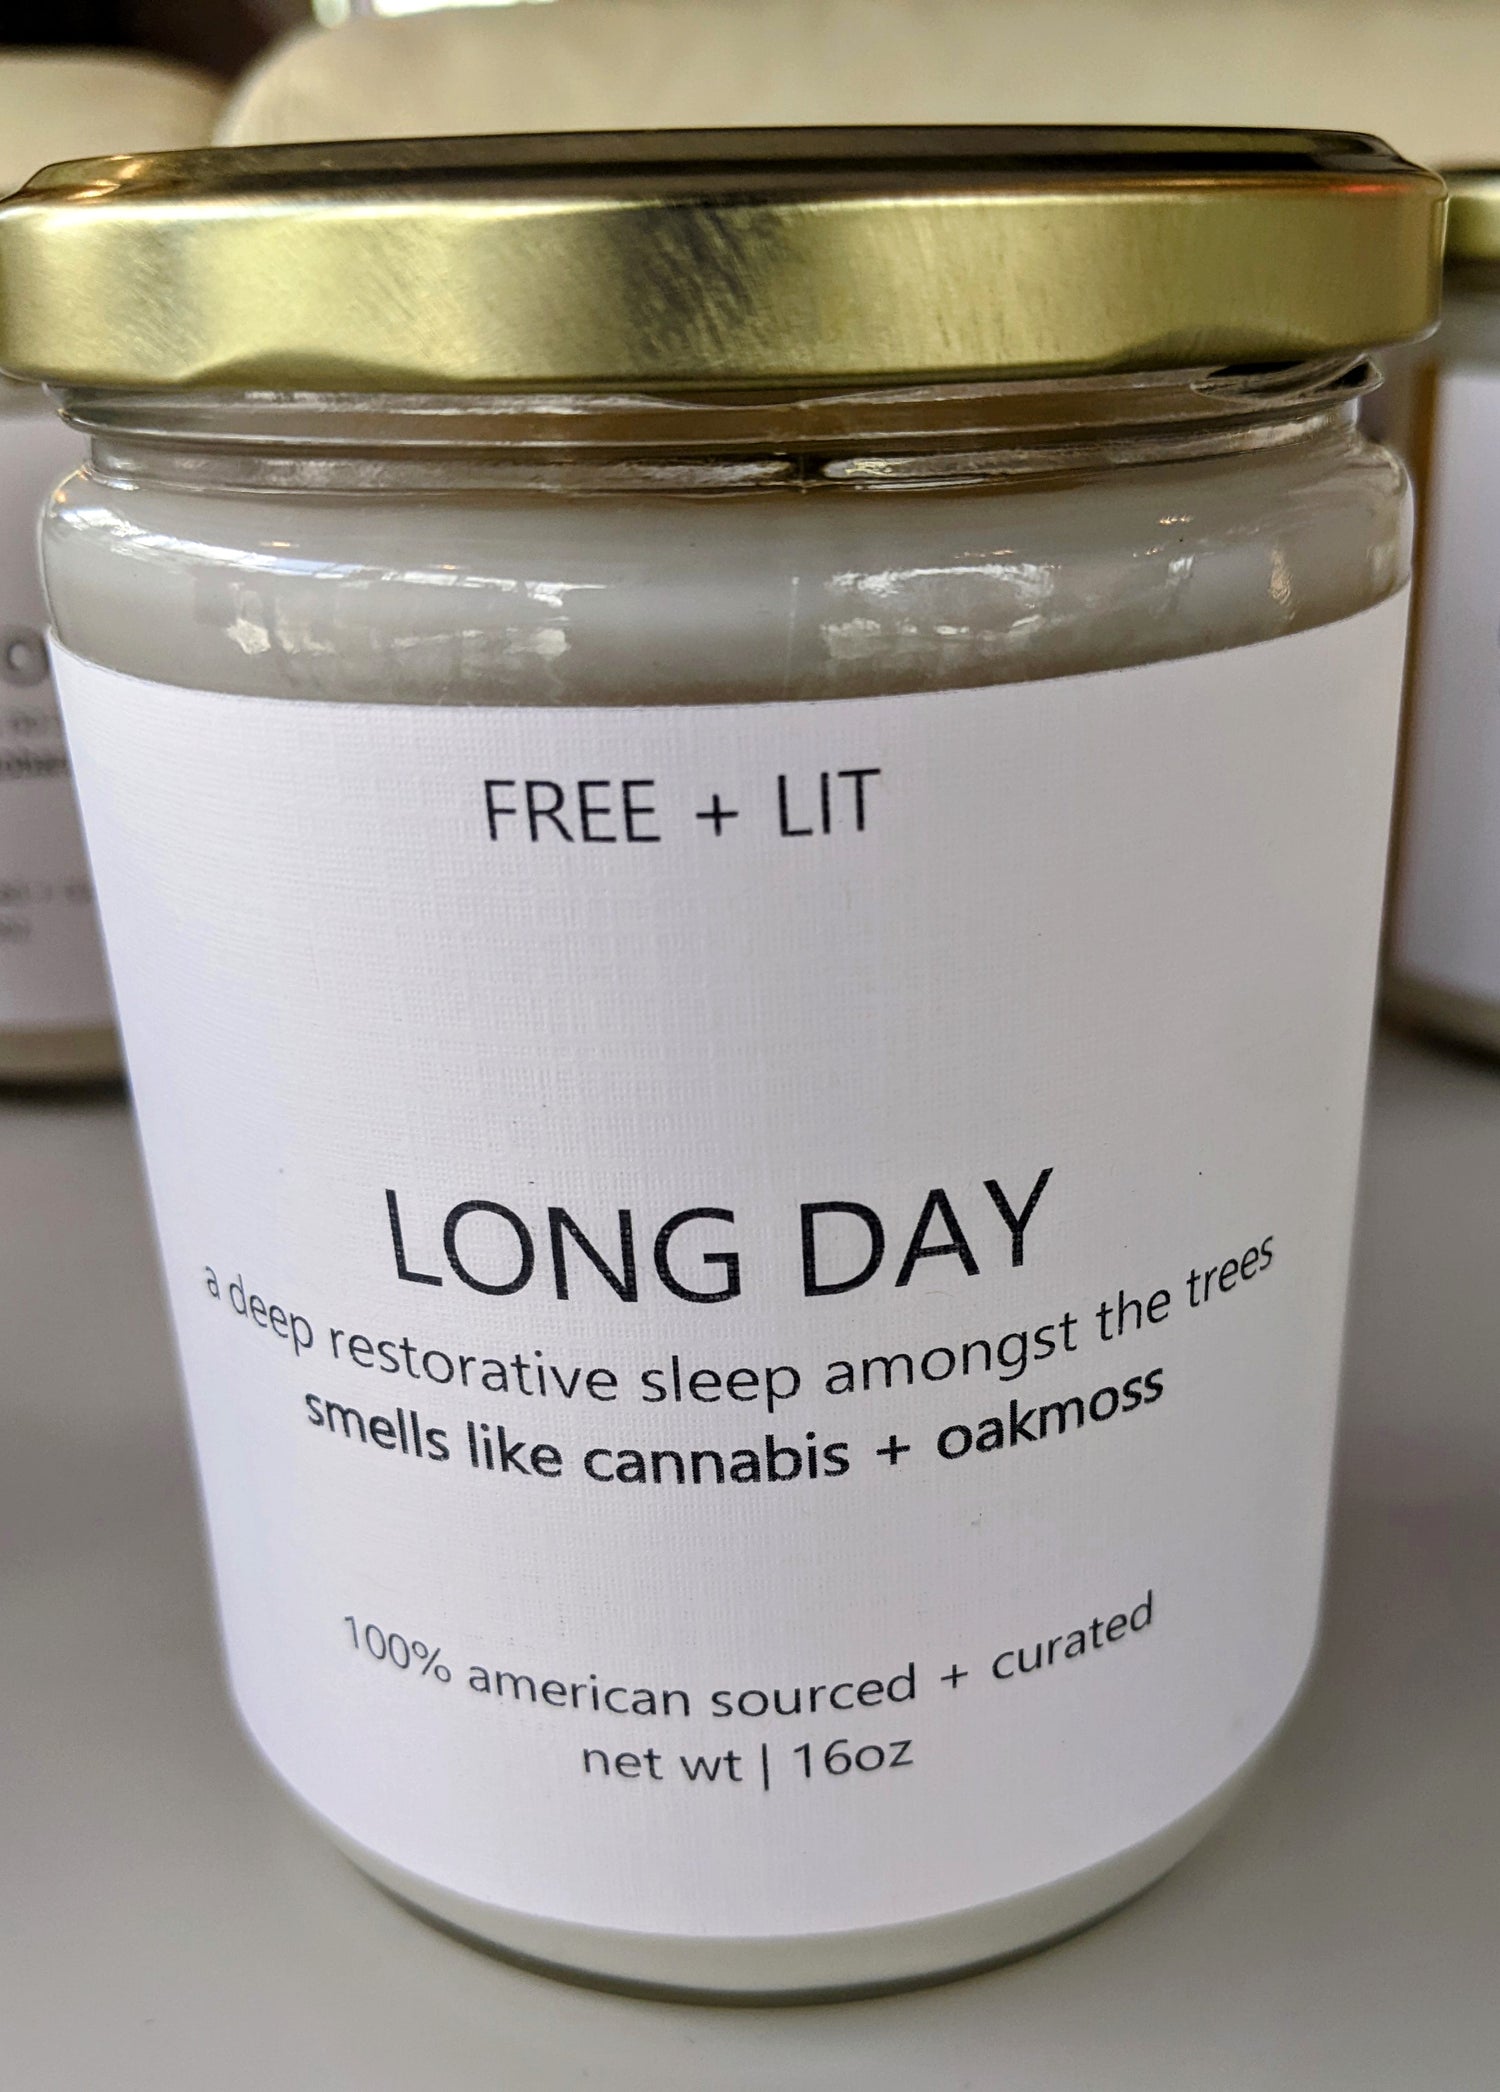 FREE + LIT
LONG DAY
a deep restorative sleep amongst the trees
smells like cannabis + oakmoss
100% american sourced + curated
net wt | 16oz